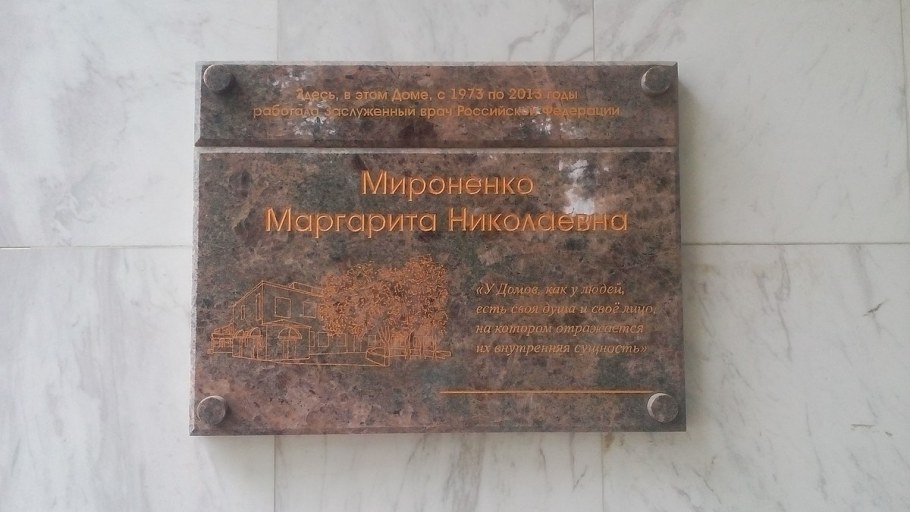 Здесь, в этом Доме, с 1973 по 2013 годы
работала Заслуженный врач Российской Федерации
Мироненко
Маргарита Николаевна
«У Домов, как у людей,
есть своя душа и своё лицо,
на котором отражается
их внутренняя сущность»